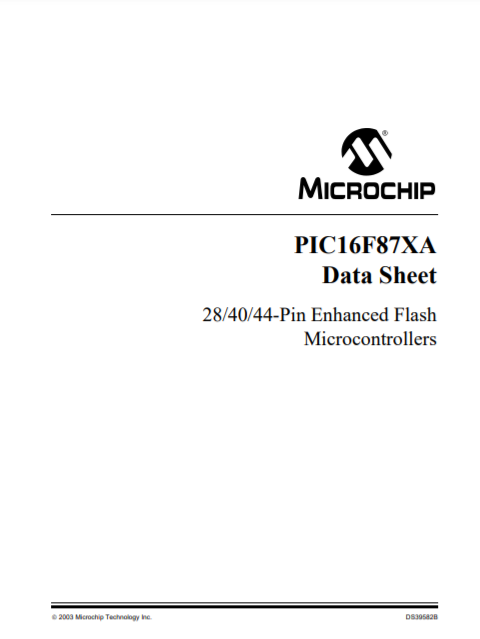 ®
MICROCHIP
PIC16F87XA
Data Sheet
28/40/44-Pin Enhanced Flash
Microcontrollers
© 2003 Microchip Technology Inc. DS39582B